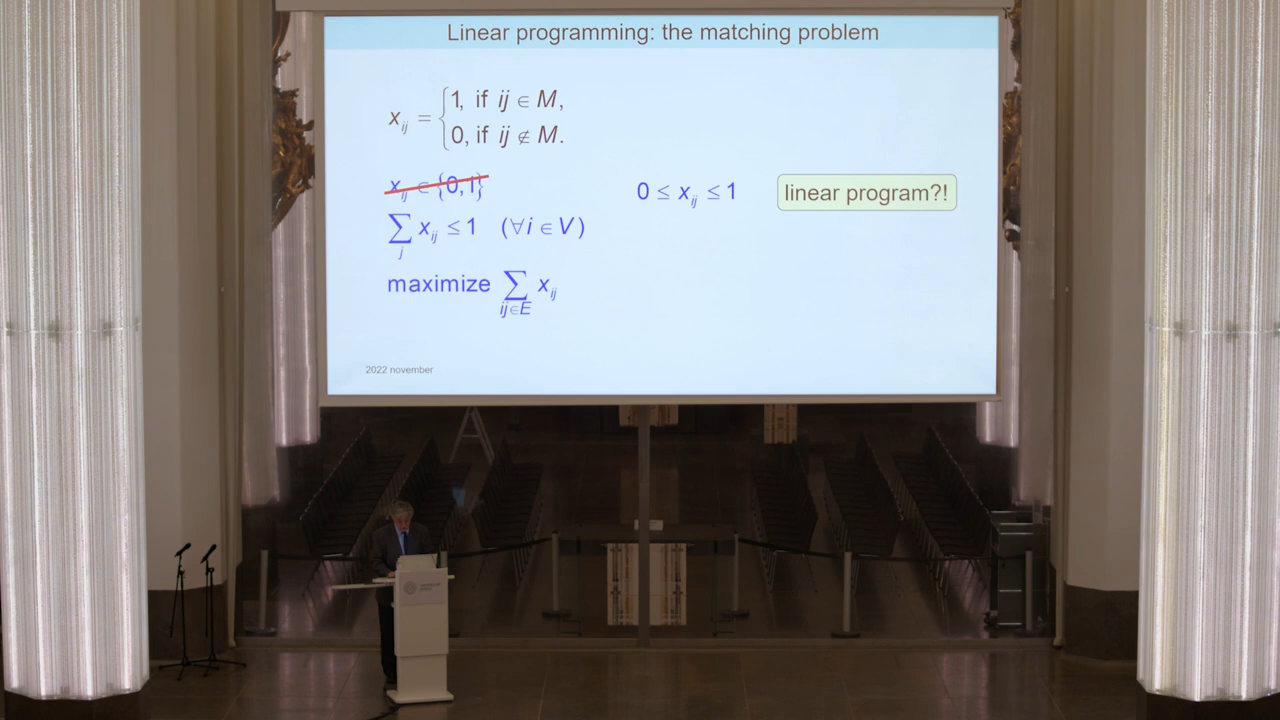 Linear programming: the matching problem
x_ij = { 1, if ij ∈ M,
0, if ij ∉ M.
x_ij ∈ {0,1}
0 ≤ x_ij ≤ 1
linear program?!
∑_j x_ij ≤ 1 (∀i ∈ V)
maximize ∑_{ij∈E} x_ij
2022 november